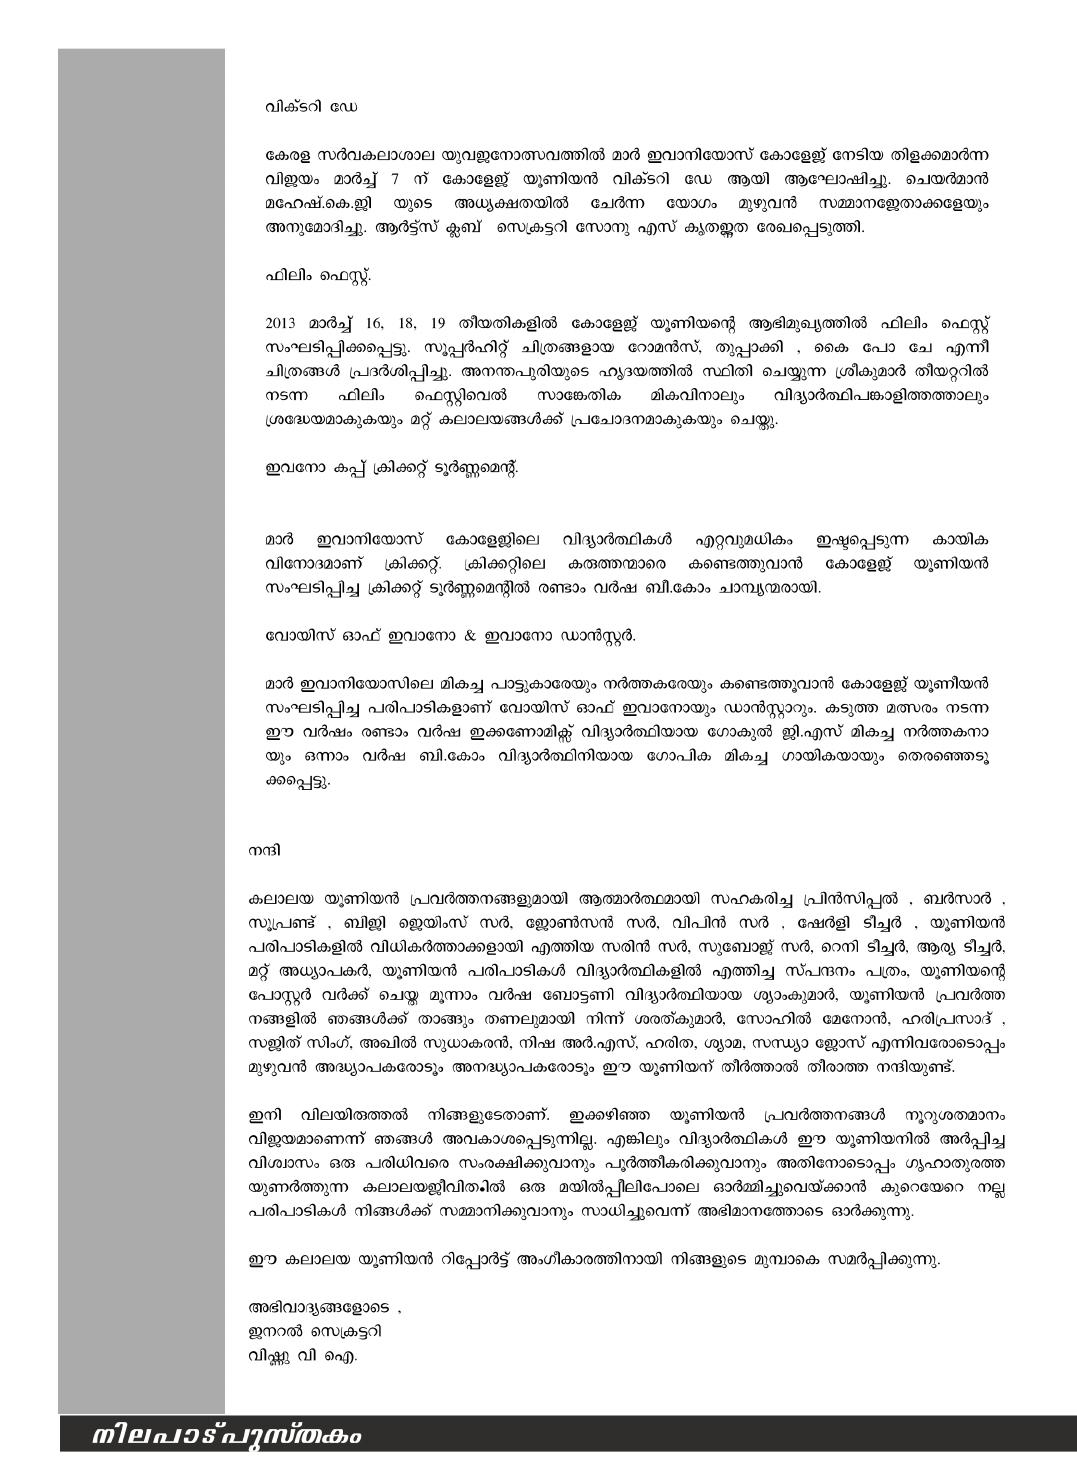 വിക്ടറി ഡേ
കേരള സർവകലാശാല യുവജനോത്സവത്തിൽ മാർ ഇവാനിയോസ് കോളേജ് നേടിയ തിളക്കമാർന്ന
വിജയം മാർച്ച് 7 ന് കോളേജ് യൂണിയൻ വിക്ടറി ഡേ ആയി ആഘോഷിച്ചു. ചെയർമാൻ
മഹേഷ്.കെ.ജി യുടെ അധ്യക്ഷതയിൽ ചേർന്ന യോഗം മുഴുവൻ സമ്മാനജേതാക്കളേയും
അനുമോദിച്ചു. ആർട്ട്സ് ക്ലബ് സെക്രട്ടറി സോനു എസ് കൃതജ്ഞത രേഖപ്പെടുത്തി.
ഫിലിം ഫെസ്റ്റ്.
2013 മാർച്ച് 16, 18, 19 തീയതികളിൽ കോളേജ് യൂണിയന്റെ ആഭിമുഖ്യത്തിൽ ഫിലിം ഫെസ്റ്റ്
സംഘടിപ്പിക്കപ്പെട്ടു. സൂപ്പർഹിറ്റ് ചിത്രങ്ങളായ റോമൻസ്, തുപ്പാക്കി , കൈ പോ ചേ എന്നീ
ചിത്രങ്ങൾ പ്രദർശിപ്പിച്ചു. അനന്തപുരിയുടെ ഹൃദയത്തിൽ സ്ഥിതി ചെയ്യുന്ന ശ്രീകുമാർ തീയറ്ററിൽ
നടന്ന ഫിലിം ഫെസ്റ്റിവെൽ സാങ്കേതിക മികവിനാലും വിദ്യാർത്ഥിപങ്കാളിത്തത്താലും
ശ്രദ്ധേയമാകുകയും മറ്റ് കലാലയങ്ങൾക്ക് പ്രചോദനമാകുകയും ചെയ്തു.
ഇവനോ കപ്പ് ക്രിക്കറ്റ് ടൂർണ്ണമെന്റ്.
മാർ ഇവാനിയോസ് കോളേജിലെ വിദ്യാർത്ഥികൾ എറ്റവുമധികം ഇഷ്ടപ്പെടുന്ന കായിക
വിനോദമാണ് ക്രിക്കറ്റ്. ക്രിക്കറ്റിലെ കരുത്തന്മാരെ കണ്ടെത്തുവാൻ കോളേജ് യൂണിയൻ
സംഘടിപ്പിച്ച ക്രിക്കറ്റ് ടൂർണ്ണമെന്റിൽ രണ്ടാം വർഷ ബീ.കോം ചാമ്പ്യന്മരായി.
വോയിസ് ഓഫ് ഇവാനോ & ഇവാനോ ഡാൻസ്റ്റർ.
മാർ ഇവാനിയോസിലെ മികച്ച പാട്ടുകാരേയും നർത്തകരേയും കണ്ടെത്തൂവാൻ കോളേജ് യൂണീയൻ
സംഘടിപ്പിച്ച പരിപാടികളാണ് വോയിസ് ഓഫ് ഇവാനോയും ഡാൻസ്റ്റാറും. കടുത്ത മത്സരം നടന്ന
ഈ വർഷം രണ്ടാം വർഷ ഇക്കണോമിക്സ് വിദ്യാർത്ഥിയായ ഗോകുൽ ജി.എസ് മികച്ച നർത്തകനാ
യും ഒന്നാം വർഷ ബി.കോം വിദ്യാർത്ഥിനിയായ ഗോപിക മികച്ച ഗായികയായും തെരഞ്ഞെടൂ
ക്കപ്പെട്ടു.
നന്ദി
കലാലയ യൂണിയൻ പ്രവർത്തനങ്ങളുമായി ആത്മാർത്ഥമായി സഹകരിച്ച പ്രിൻസിപ്പൽ , ബർസാർ ,
സൂപ്രണ്ട് , ബിജി ജെയിംസ് സർ, ജോൺസൻ സർ, വിപിൻ സർ , ഷേർളി ടീച്ചർ , യൂണിയൻ
പരിപാടികളിൽ വിധികർത്താക്കളായി എത്തിയ സരിൻ സർ, സുബോജ് സർ, റെനി ടീച്ചർ, ആര്യ ടീച്ചർ,
മറ്റ് അധ്യാപകർ, യൂണിയൻ പരിപാടികൾ വിദ്യാർത്ഥികളിൽ എത്തിച്ച സ്പന്ദനം പത്രം, യൂണിയന്റെ
പോസ്റ്റർ വർക്ക് ചെയ്ത മൂന്നാം വർഷ ബോട്ടണി വിദ്യാർത്ഥിയായ ശ്യാംകുമാർ, യൂണിയൻ പ്രവർത്ത
നങ്ങളിൽ ഞങ്ങൾക്ക് താങ്ങും തണലുമായി നിന്ന് ശരത്കുമാർ, സോഹിൽ മേനോൻ, ഹരിപ്രസാദ് ,
സജിത് സിംഗ്, അഖിൽ സുധാകരൻ, നിഷ അർ.എസ്, ഹരിത, ശ്യാമ, സന്ധ്യാ ജോസ് എന്നിവരോടൊപ്പം
മുഴുവൻ അദ്ധ്യാപകരോടൂം അനദ്ധ്യാപകരോടും ഈ യൂണിയന് തീർത്താൽ തീരാത്ത നന്ദിയുണ്ട്.
ഇനി വിലയിരുത്തൽ നിങ്ങളുടേതാണ്. ഇക്കഴിഞ്ഞ യൂണിയൻ പ്രവർത്തനങ്ങൾ നൂറുശതമാനം
വിജയമാണെന്ന് ഞങ്ങൾ അവകാശപ്പെടുന്നില്ല. എങ്കിലും വിദ്യാർത്ഥികൾ ഈ യൂണിയനിൽ അർപ്പിച്ച
വിശ്വാസം ഒരു പരിധിവരെ സംരക്ഷിക്കുവാനും പൂർത്തീകരിക്കുവാനും അതിനോടൊപ്പം ഗൃഹാതുരത്ത
യുണർത്തുന്ന ഒരു മയിൽപ്പീലിപോലെ ഓർമ്മിച്ചുവെയ്ക്കാൻ കുറെയേറെ നല്ല
പരിപാടികൾ നിങ്ങൾക്ക് സമ്മാനിക്കുവാനും സാധിച്ചുവെന്ന് അഭിമാനത്തോടെ ഓർക്കുന്നു.
ഈ കലാലയ യൂണിയൻ റിപ്പോർട്ട് അംഗീകാരത്തിനായി നിങ്ങളുടെ മുമ്പാകെ സമർപ്പിക്കുന്നു.
അഭിവാദ്യങ്ങളോടെ ,
ജനറൽ സെക്രട്ടറി
വിഷ്ണു വി ഐ.
നിലപാട്പുസ്തകം